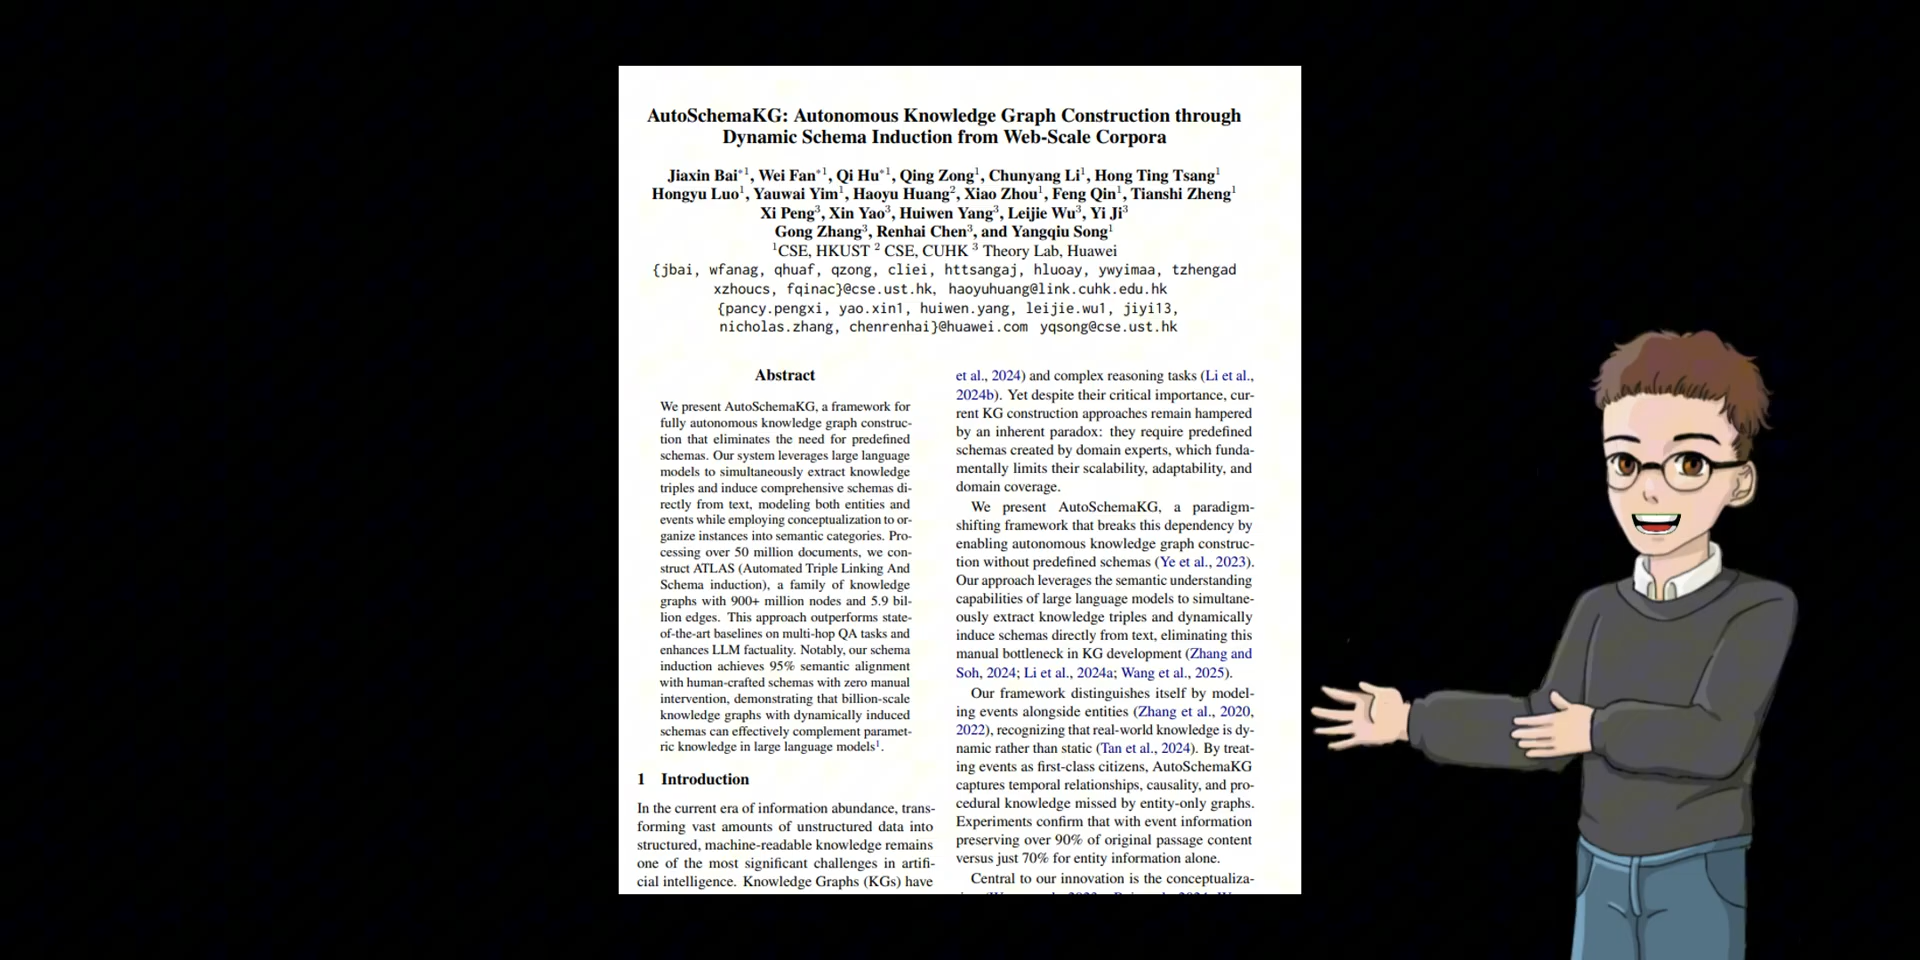 AutoSchemaKG: Autonomous Knowledge Graph Construction through
Dynamic Schema Induction from Web-Scale Corpora
Jiaxin Bai*1, Wei Fan*1, Qi Hu*1, Qing Zong1, Chunyang Li1, Hong Ting Tsang1
Hongyu Luo1, Yauwai Yim1, Haoyu Huang2, Xiao Zhou1, Feng Qin1, Tianshi Zheng1
Xi Peng3, Xin Yao3, Huiwen Yang3, Leijie Wu3, Yi Ji3
Gong Zhang3, Renhai Chen3, and Yangqiu Song1
1CSE, HKUST 2 CSE, CUHK 3 Theory Lab, Huawei
{jbai, wfanag, qhuaf, qzong, cliei, httsangaj, hluoay, ywyimaa, tzhengad
xzhoucs, fqinac}@cse.ust.hk, haoyuhuang@link.cuhk.edu.hk
{pancy.pengxi, yao.xin1, huiwen.yang, leijie.wu1, jiyi13,
nicholas.zhang, chenrenhai}@huawei.com yqsong@cse.ust.hk
Abstract
We present AutoSchemaKG, a framework for
fully autonomous knowledge graph construc-
tion that eliminates the need for predefined
schemas. Our system leverages large language
models to simultaneously extract knowledge
triples and induce comprehensive schemas di-
rectly from text, modeling both entities and
events while employing conceptualization to or-
ganize instances into semantic categories. Pro-
cessing over 50 million documents, we con-
struct ATLAS (Automated Triple Linking And
Schema induction), a family of knowledge
graphs with 900+ million nodes and 5.9 bil-
lion edges. This approach outperforms state-
of-the-art baselines on multi-hop QA tasks and
enhances LLM factuality. Notably, our schema
induction achieves 95% semantic alignment
with human-crafted schemas with zero manual
intervention, demonstrating that billion-scale
knowledge graphs with dynamically induced
schemas can effectively complement paramet-
ric knowledge in large language models1.
1 Introduction
In the current era of information abundance, trans-
forming vast amounts of unstructured data into
structured, machine-readable knowledge remains
one of the most significant challenges in artifi-
cial intelligence. Knowledge Graphs (KGs) have
et al., 2024) and complex reasoning tasks (Li et al.,
2024b). Yet despite their critical importance, cur-
rent KG construction approaches remain hampered
by an inherent paradox: they require predefined
schemas created by domain experts, which funda-
mentally limits their scalability, adaptability, and
domain coverage.
We present AutoSchemaKG, a paradigm-
shifting framework that breaks this dependency by
enabling autonomous knowledge graph construc-
tion without predefined schemas (Ye et al., 2023).
Our approach leverages the semantic understanding
capabilities of large language models to simultane-
ously extract knowledge triples and dynamically
induce schemas directly from text, eliminating this
manual bottleneck in KG development (Zhang and
Soh, 2024; Li et al., 2024a; Wang et al., 2025).
Our framework distinguishes itself by model-
ing events alongside entities (Zhang et al., 2020,
2022), recognizing that real-world knowledge is dy-
namic rather than static (Tan et al., 2024). By treat-
ing events as first-class citizens, AutoSchemaKG
captures temporal relationships, causality, and pro-
cedural knowledge missed by entity-only graphs.
Experiments confirm that with event information
preserving over 90% of original passage content
versus just 70% for entity information alone.
Central to our innovation is the conceptualiza-